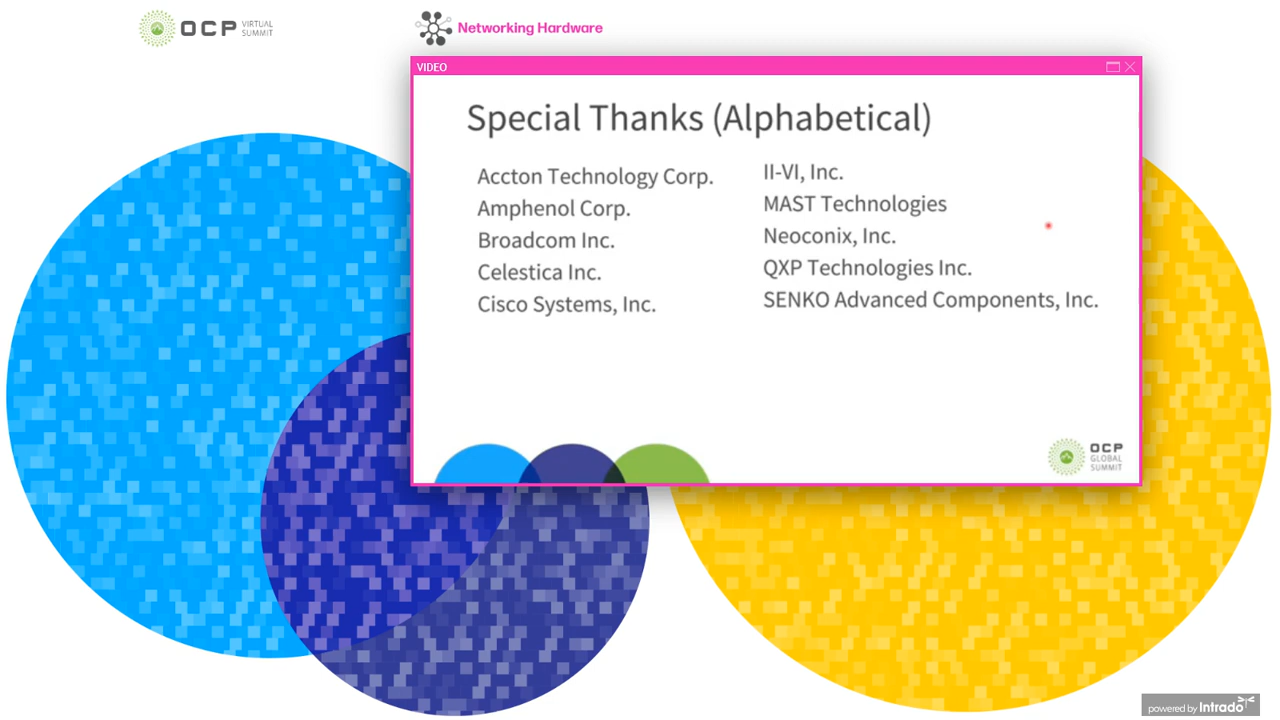 OCP VIRTUAL SUMMIT
Networking Hardware
VIDEO
Special Thanks (Alphabetical)
Accton Technology Corp.
Amphenol Corp.
Broadcom Inc.
Celestica Inc.
Cisco Systems, Inc.
II-VI, Inc.
MAST Technologies
Neoconix, Inc.
QXP Technologies Inc.
SENKO Advanced Components, Inc.
OCP
GLOBAL
SUMMIT
powered by Intrado